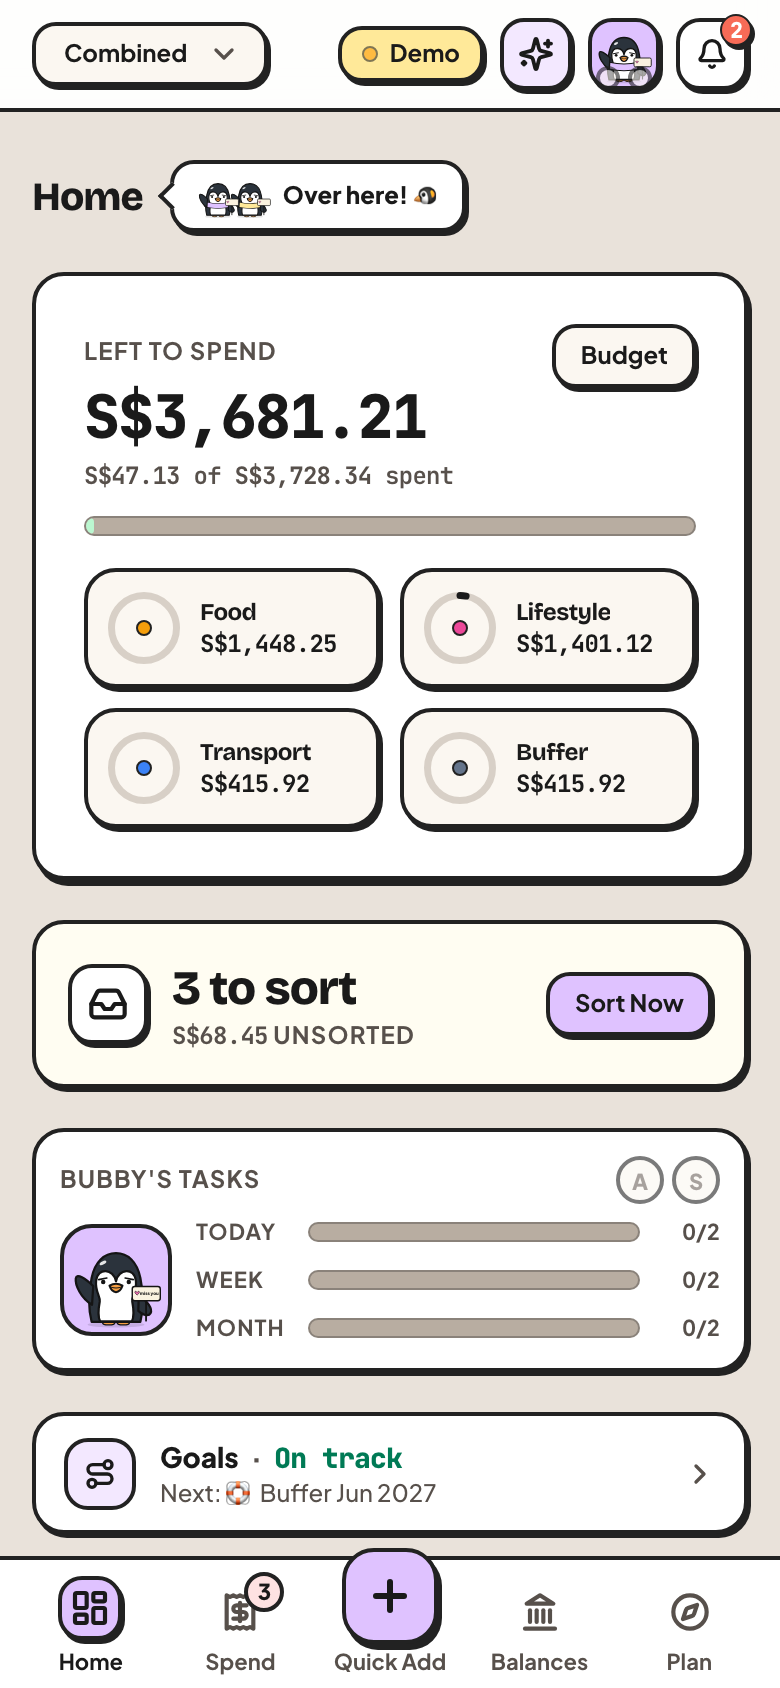 Combined
Demo
2
Home
Over here!
LEFT TO SPEND
Budget
S$3,681.21
S$47.13 of S$3,728.34 spent
Food
S$1,448.25
Lifestyle
S$1,401.12
Transport
S$415.92
Buffer
S$415.92
3 to sort
S$68.45 UNSORTED
Sort Now
BUBBY'S TASKS
A S
TODAY 0/2
WEEK 0/2
MONTH 0/2
miss you
Goals · On track
Next: Buffer Jun 2027
3
Home
Spend
Quick Add
Balances
Plan